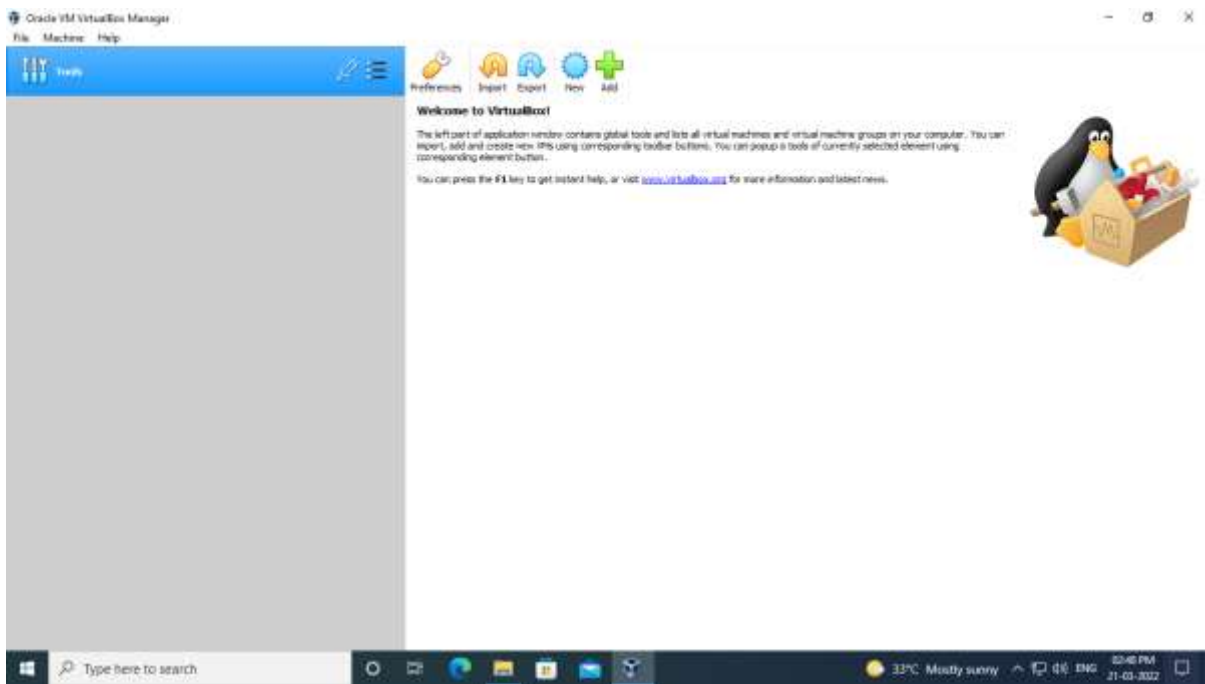 Oracle VM VirtualBox Manager
File Machine Help
Tools
Preferences Import Export New Add
Welcome to VirtualBox!
The left part of application window contains global tools and lists all virtual machines and virtual machine groups on your computer. You can
import, add and create new VMs using corresponding toolbar buttons. You can popup a tools of currently selected element using
corresponding element button.
You can press the F1 key to get instant help, or visit www.virtualbox.org for more information and latest news.
Type here to search
33°C Mostly sunny
ENG
02:48 PM
21-03-2022